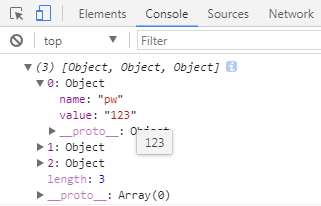 Elements Console Sources Network
top Filter
(3) [Object, Object, Object] i
0: Object
name: "pw"
value: "123"
__proto__: Object
123
1: Object
2: Object
length: 3
__proto__: Array(0)